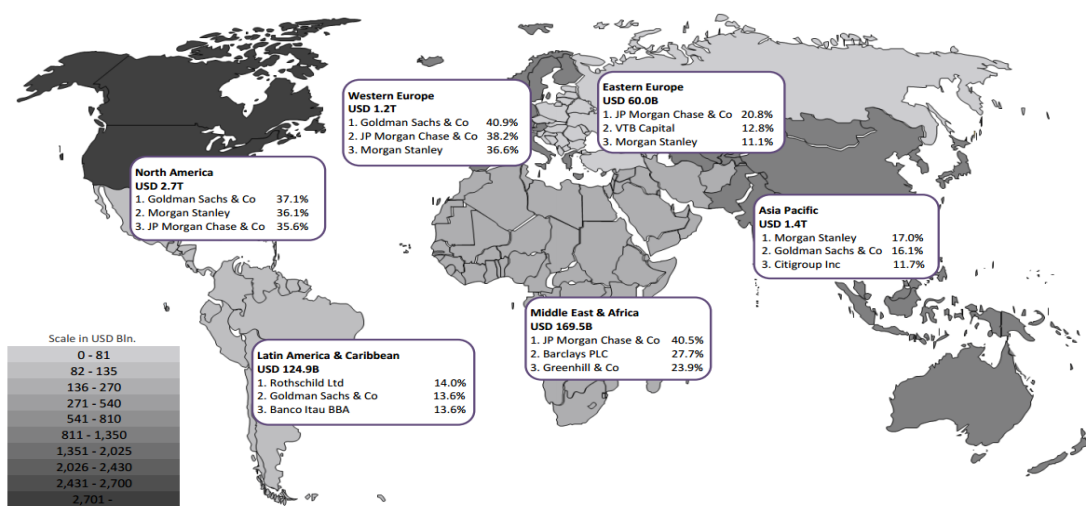 Western Europe
USD 1.2T
1. Goldman Sachs & Co 40.9%
2. JP Morgan Chase & Co 38.2%
3. Morgan Stanley 36.6%
Eastern Europe
USD 60.0B
1. JP Morgan Chase & Co 20.8%
2. VTB Capital 12.8%
3. Morgan Stanley 11.1%
North America
USD 2.7T
1. Goldman Sachs & Co 37.1%
2. Morgan Stanley 36.1%
3. JP Morgan Chase & Co 35.6%
Asia Pacific
USD 1.4T
1. Morgan Stanley 17.0%
2. Goldman Sachs & Co 16.1%
3. Citigroup Inc 11.7%
Middle East & Africa
USD 169.5B
1. JP Morgan Chase & Co 40.5%
2. Barclays PLC 27.7%
3. Greenhill & Co 23.9%
Latin America & Caribbean
USD 124.9B
1. Rothschild Ltd 14.0%
2. Goldman Sachs & Co 13.6%
3. Banco Itau BBA 13.6%
Scale in USD Bln.
0 - 81
82 - 135
136 - 270
271 - 540
541 - 810
811 - 1,350
1,351 - 2,025
2,026 - 2,430
2,431 - 2,700
2,701 -